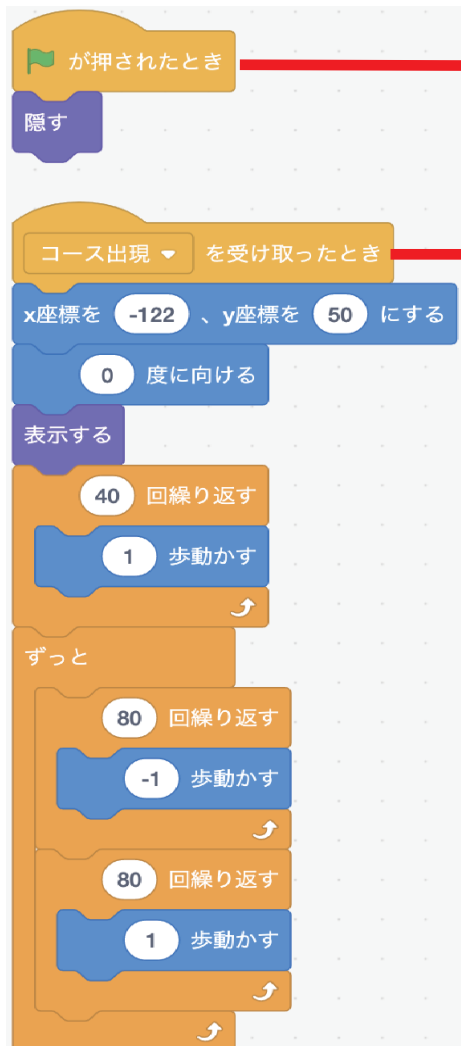 が押されたとき
隠す
コース出現 を受け取ったとき
x座標を -122 、y座標を 50 にする
0 度に向ける
表示する
40 回繰り返す
1 歩動かす
ずっと
80 回繰り返す
-1 歩動かす
80 回繰り返す
1 歩動かす